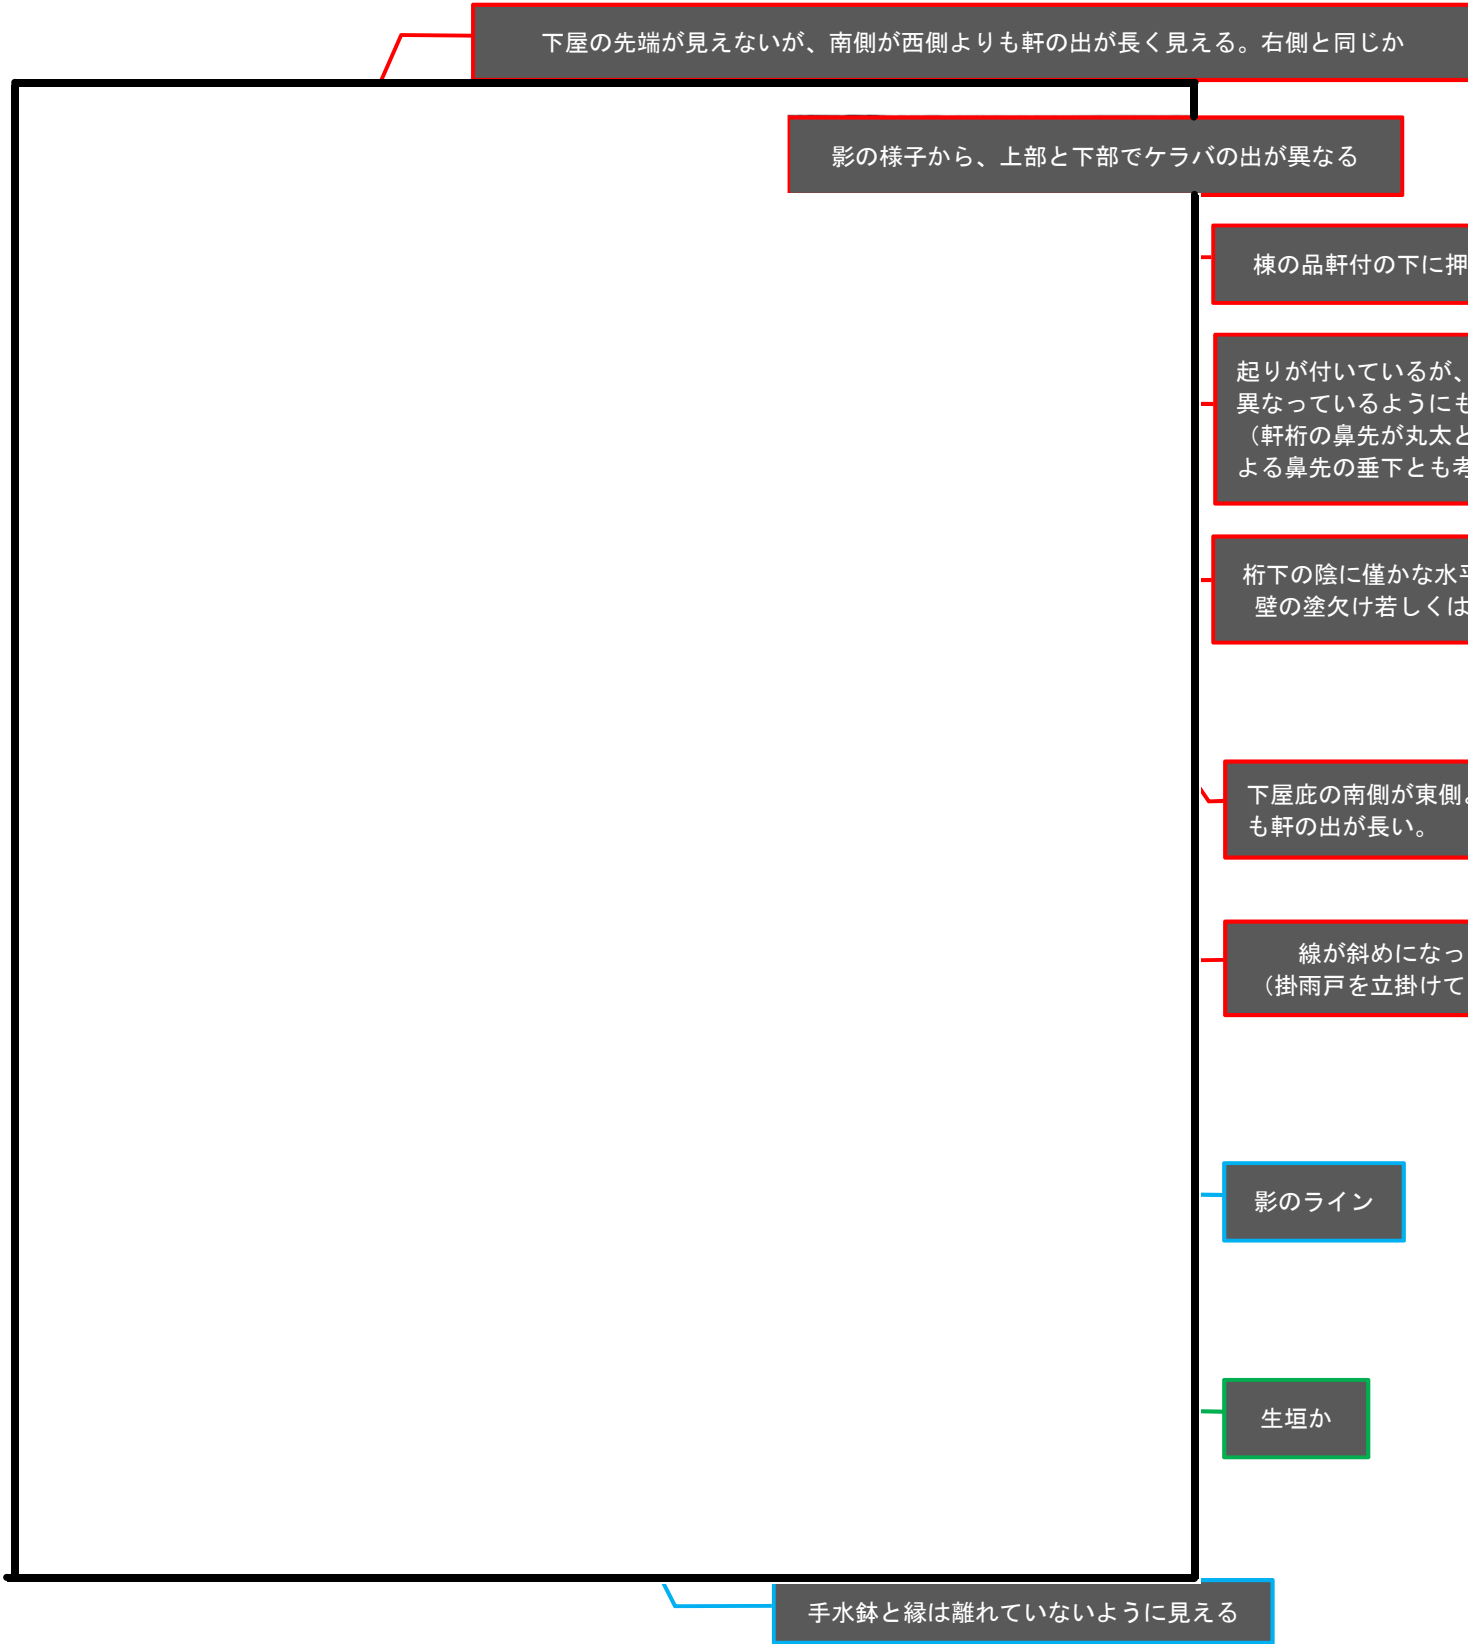 下屋の先端が見えないが、南側が西側よりも軒の出が長く見える。右側と同じか
影の様子から、上部と下部でケラバの出が異なる
棟の品軒付の下に押
起りが付いているが、
異なっているようにも
（軒桁の鼻先が丸太と
よる鼻先の垂下とも考
桁下の陰に僅かな水平
壁の塗欠け若しくは
下屋庇の南側が東側よ
も軒の出が長い。
線が斜めになっ
（掛雨戸を立掛けて
影のライン
生垣か
手水鉢と縁は離れていないように見える